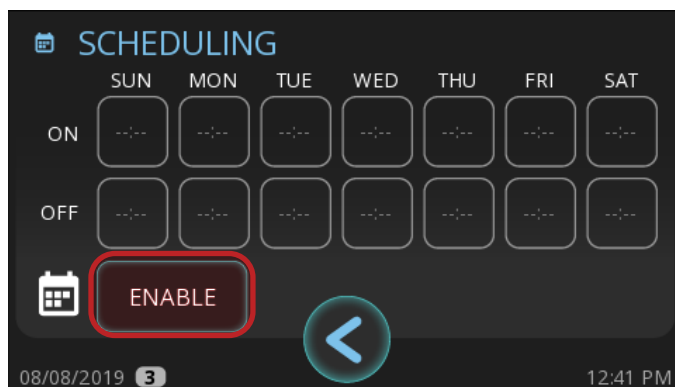 SCHEDULING
SUN MON TUE WED THU FRI SAT
ON --:-- --:-- --:-- --:-- --:-- --:-- --:--
OFF --:-- --:-- --:-- --:-- --:-- --:-- --:--
ENABLE
08/08/2019 3 12:41 PM